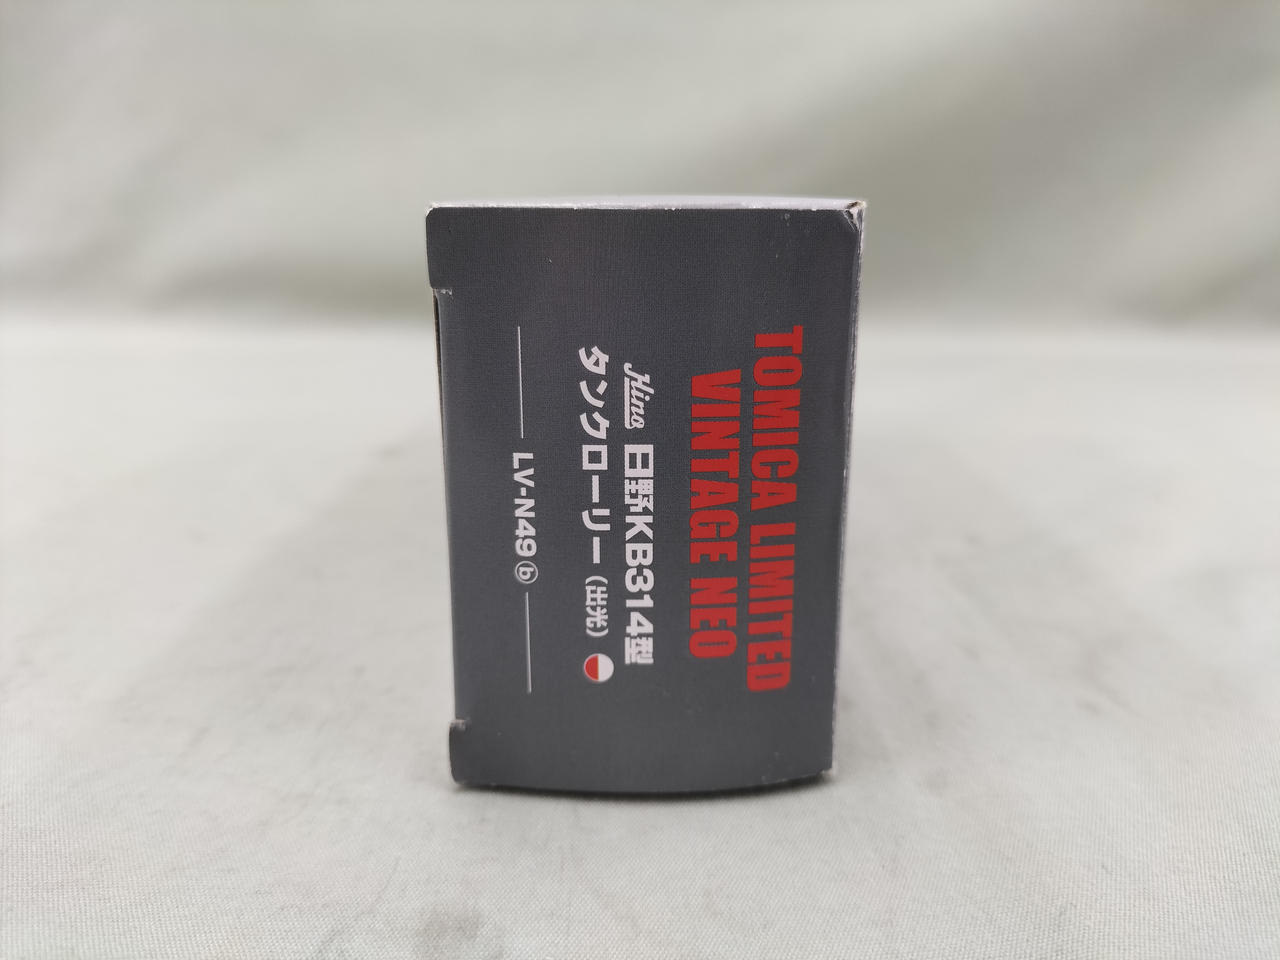 TOMICA LIMITED
VINTAGE NEO
Hino 日野KB314型
タンクローリー (出光)
LV-N49 ⓑ